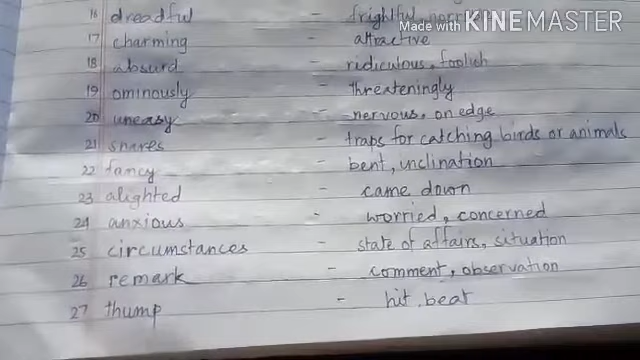 16 dreadful - frightful, horrible
Made with KINEMASTER
17 charming - attractive
18 absurd - ridiculous, foolish
19 ominously - threateningly
20 uneasy - nervous, on edge
21 snares - traps for catching birds or animals
22 fancy - bent, unclination
23 alighted - came down
24 anxious - worried, concerned
25 circumstances - state of affairs, situation
26 remark - comment, observation
27 thump - hit, beat